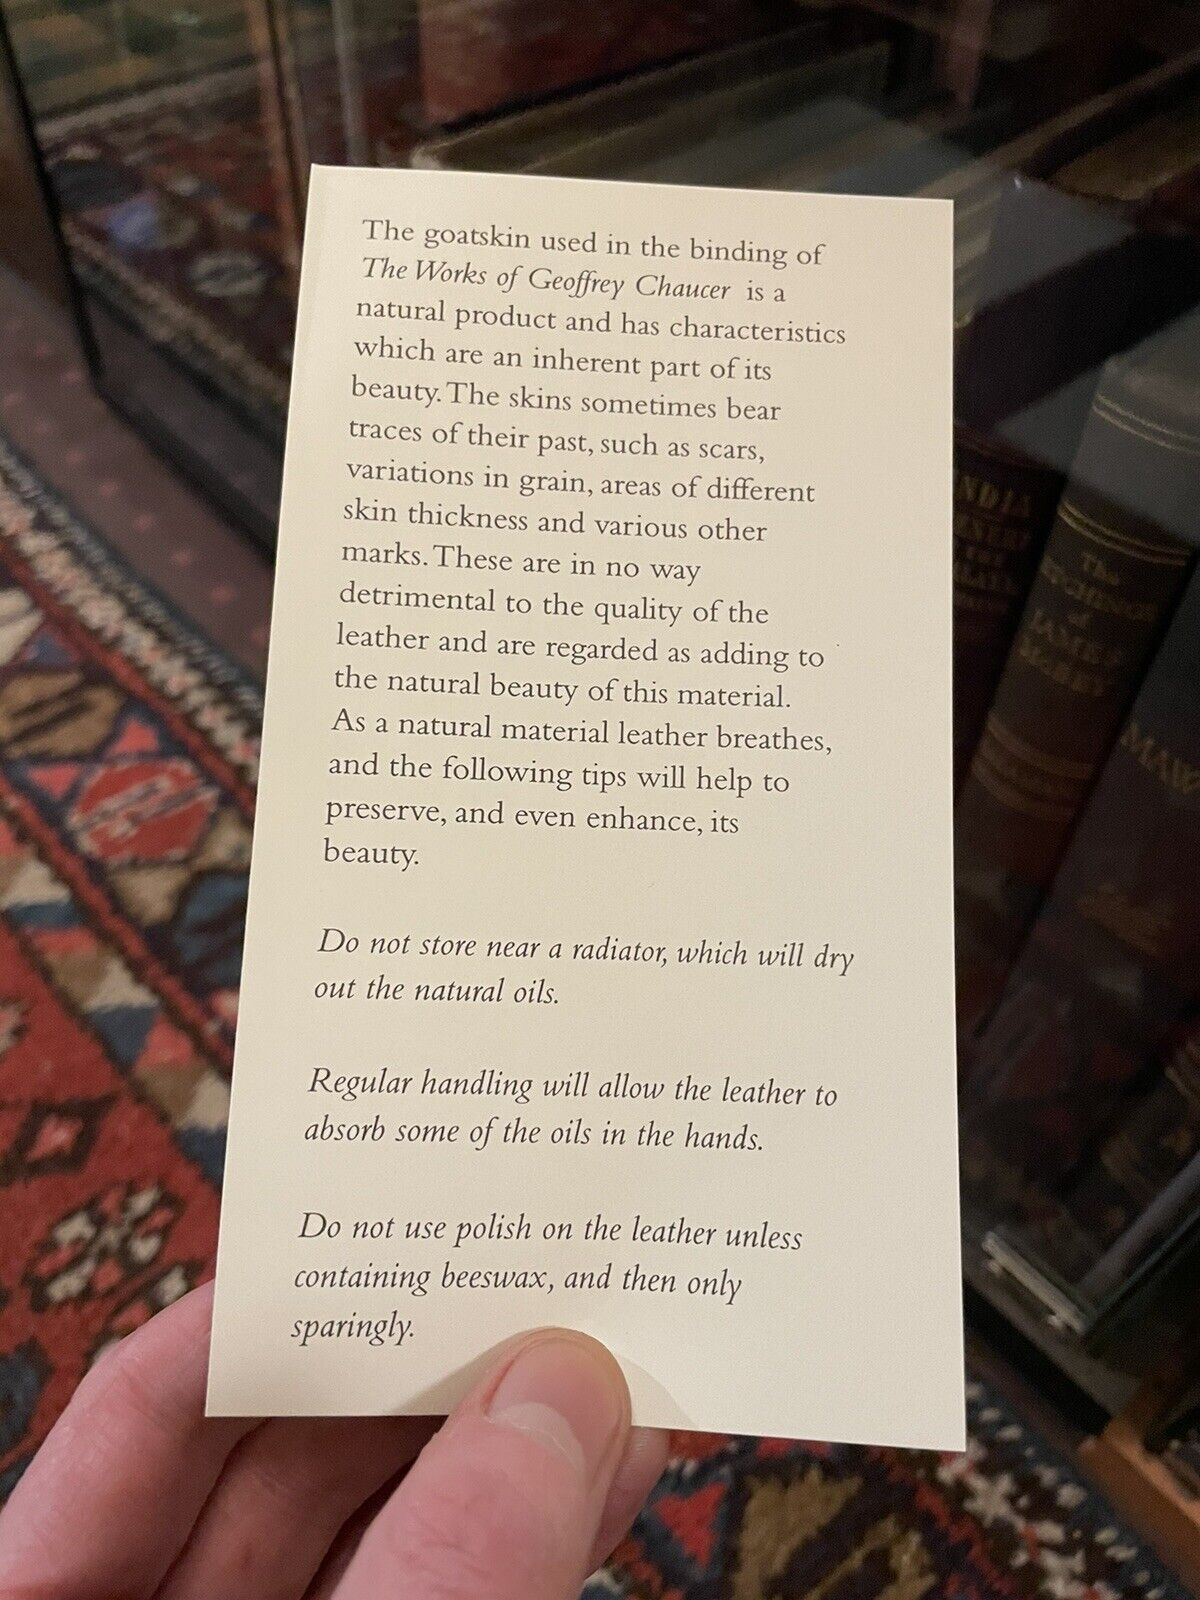 The goatskin used in the binding of
The Works of Geoffrey Chaucer is a
natural product and has characteristics
which are an inherent part of its
beauty. The skins sometimes bear
traces of their past, such as scars,
variations in grain, areas of different
skin thickness and various other
marks. These are in no way
detrimental to the quality of the
leather and are regarded as adding to
the natural beauty of this material.
As a natural material leather breathes,
and the following tips will help to
preserve, and even enhance, its
beauty.
Do not store near a radiator, which will dry
out the natural oils.
Regular handling will allow the leather to
absorb some of the oils in the hands.
Do not use polish on the leather unless
containing beeswax, and then only
sparingly.
The
of
JAMES